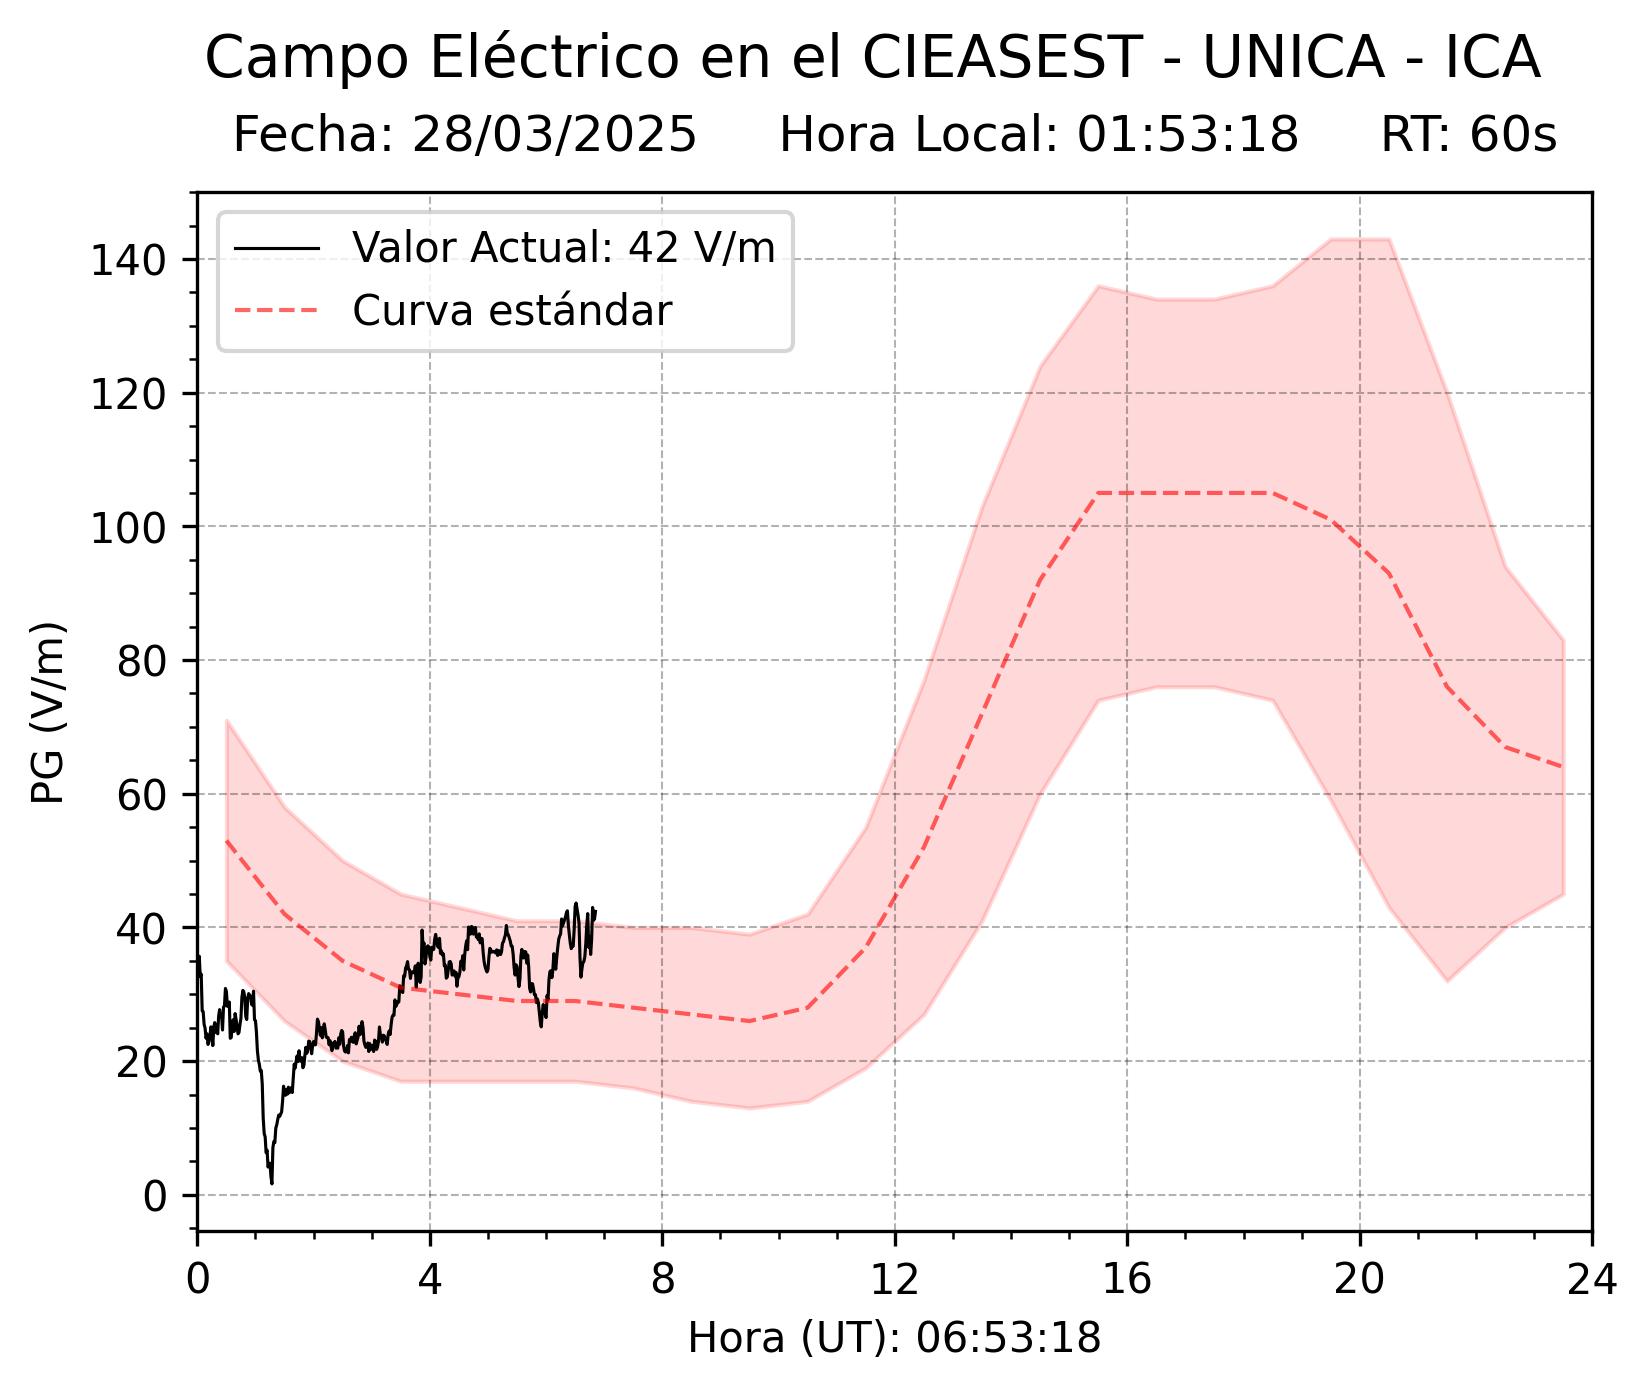 Campo Eléctrico en el CIEASEST - UNICA - ICA
Fecha: 28/03/2025 Hora Local: 01:53:18 RT: 60s
Valor Actual: 42 V/m
Curva estándar
140
120
100
80
60
40
20
0
PG (V/m)
0 4 8 12 16 20 24
Hora (UT): 06:53:18